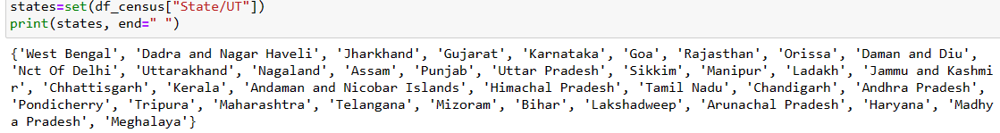 states=set(df_census["State/UT"])
print(states, end=" ")
{'West Bengal', 'Dadra and Nagar Haveli', 'Jharkhand', 'Gujarat', 'Karnataka', 'Goa', 'Rajasthan', 'Orissa', 'Daman and Diu',
'Nct Of Delhi', 'Uttarakhand', 'Nagaland', 'Assam', 'Punjab', 'Uttar Pradesh', 'Sikkim', 'Manipur', 'Ladakh', 'Jammu and Kashmi
r', 'Chhattisgarh', 'Kerala', 'Andaman and Nicobar Islands', 'Himachal Pradesh', 'Tamil Nadu', 'Chandigarh', 'Andhra Pradesh',
'Pondicherry', 'Tripura', 'Maharashtra', 'Telangana', 'Mizoram', 'Bihar', 'Lakshadweep', 'Arunachal Pradesh', 'Haryana', 'Madhy
a Pradesh', 'Meghalaya'}